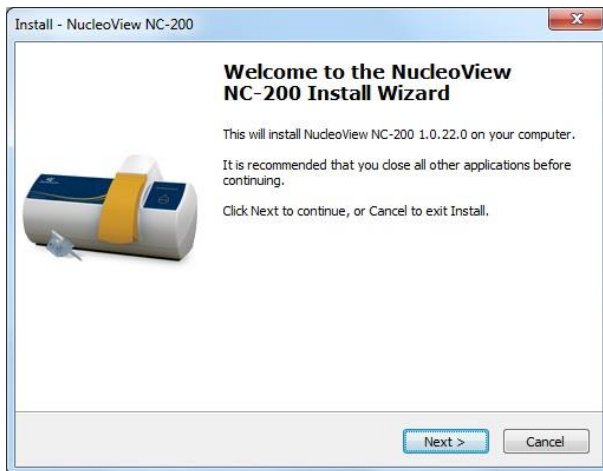 Install - NucleoView NC-200
Welcome to the NucleoView
NC-200 Install Wizard
This will install NucleoView NC-200 1.0.22.0 on your computer.
It is recommended that you close all other applications before
continuing.
Click Next to continue, or Cancel to exit Install.
Next >
Cancel